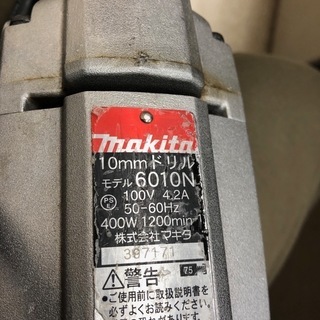 makita
10mmドリル
モデル 6010N
PS E 100V 4.2A
50-60Hz
400W 1200min
株式会社マキタ
397171
⚠警告
•ご使用前に取扱説明書を
必ずよくお読みください